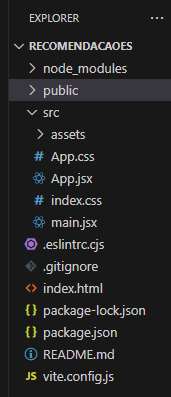 EXPLORER
RECOMENDACAOES
node_modules
public
src
assets
# App.css
App.jsx
# index.css
main.jsx
.eslintrc.cjs
.gitignore
<> index.html
{} package-lock.json
{} package.json
README.md
JS vite.config.js